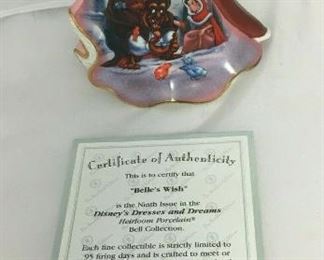 Certificate of Authenticity
This is to certify that
"Belle's Wish"
is the Ninth Issue in the
Disney's Dresses and Dreams
Heirloom Porcelain®
Bell Collection.
Each fine collectible is strictly limited to
95 firing days and is crafted to meet or